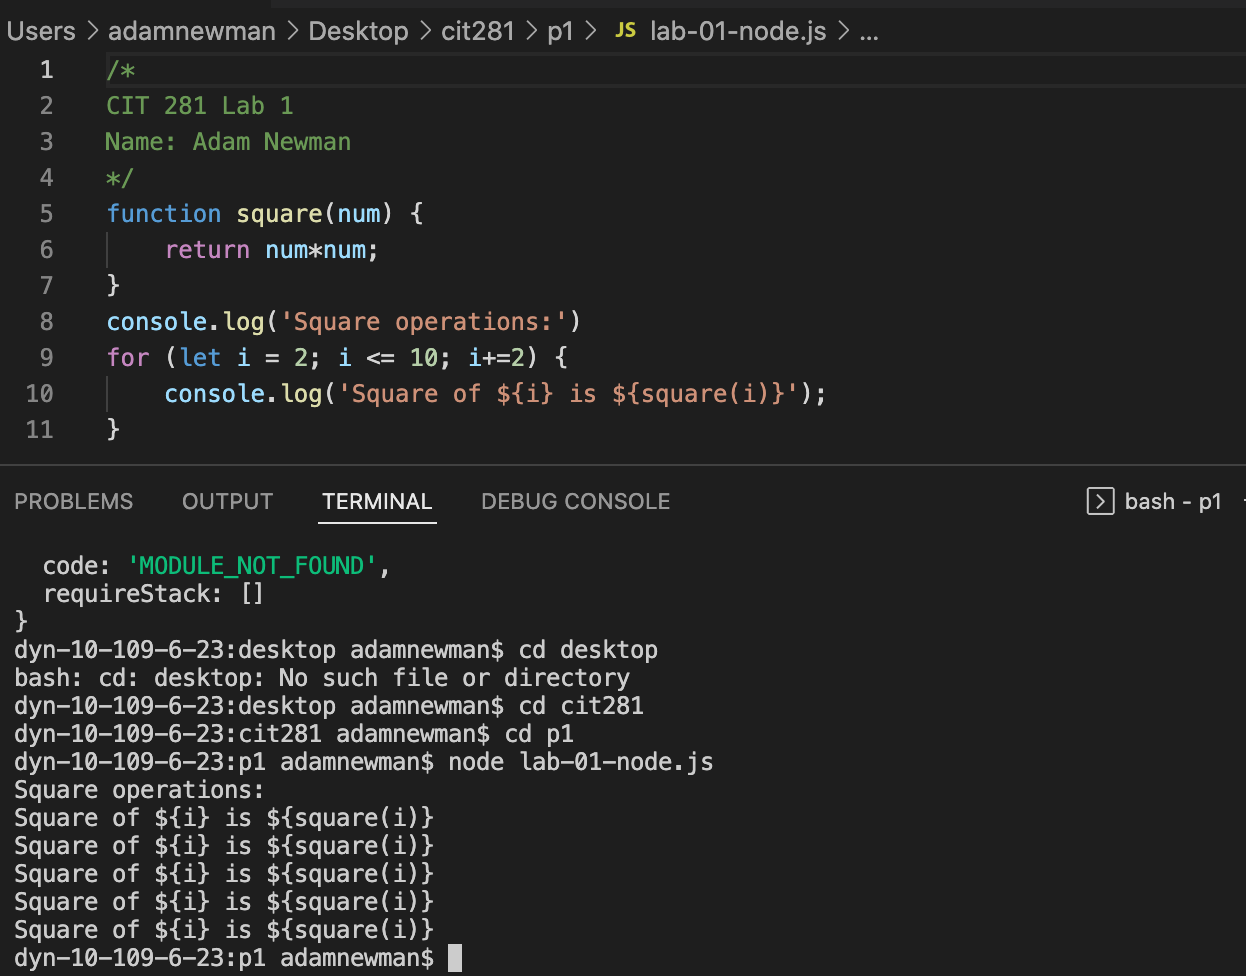 Users > adamnewman > Desktop > cit281 > p1 > JS lab-01-node.js > ...
1 /*
2 CIT 281 Lab 1
3 Name: Adam Newman
4 */
5 function square(num) {
6     return num*num;
7 }
8 console.log('Square operations:')
9 for (let i = 2; i <= 10; i+=2) {
10     console.log('Square of ${i} is ${square(i)}');
11 }
PROBLEMS OUTPUT TERMINAL DEBUG CONSOLE bash - p1
  code: 'MODULE_NOT_FOUND',
  requireStack: []
}
dyn-10-109-6-23:desktop adamnewman$ cd desktop
bash: cd: desktop: No such file or directory
dyn-10-109-6-23:desktop adamnewman$ cd cit281
dyn-10-109-6-23:cit281 adamnewman$ cd p1
dyn-10-109-6-23:p1 adamnewman$ node lab-01-node.js
Square operations:
Square of ${i} is ${square(i)}
Square of ${i} is ${square(i)}
Square of ${i} is ${square(i)}
Square of ${i} is ${square(i)}
Square of ${i} is ${square(i)}
dyn-10-109-6-23:p1 adamnewman$